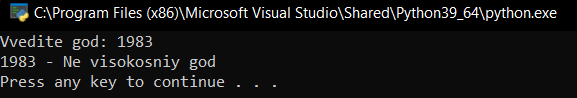 C:\Program Files (x86)\Microsoft Visual Studio\Shared\Python39_64\python.exe
Vvedite god: 1983
1983 - Ne visokosniy god
Press any key to continue . . .